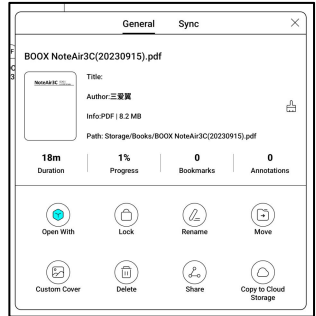 General Sync
BOOX NoteAir3C(20230915).pdf
NoteAir3C
Title:
Author:三爱翼
Info:PDF | 8.2 MB
Path: Storage/Books/BOOX NoteAir3C(20230915).pdf
18m 1% 0 0
Duration Progress Bookmarks Annotations
Open With Lock Rename Move
Custom Cover Delete Share Copy to Cloud
Storage